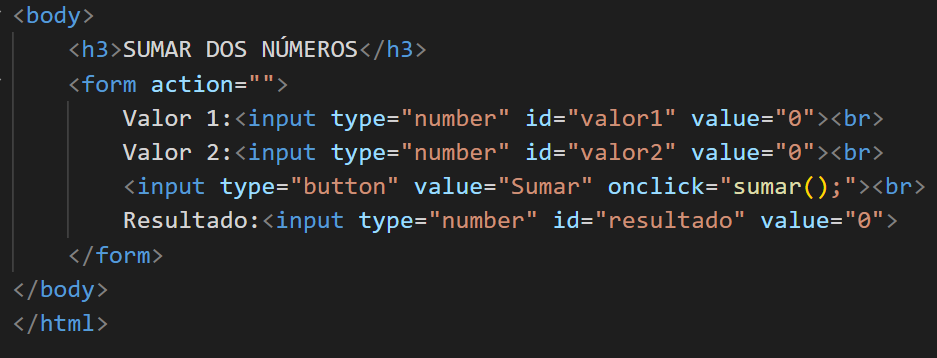 <body>
<h3>SUMAR DOS NÚMEROS</h3>
<form action="">
Valor 1:<input type="number" id="valor1" value="0"><br>
Valor 2:<input type="number" id="valor2" value="0"><br>
<input type="button" value="Sumar" onclick="sumar();"><br>
Resultado:<input type="number" id="resultado" value="0">
</form>
</body>
</html>